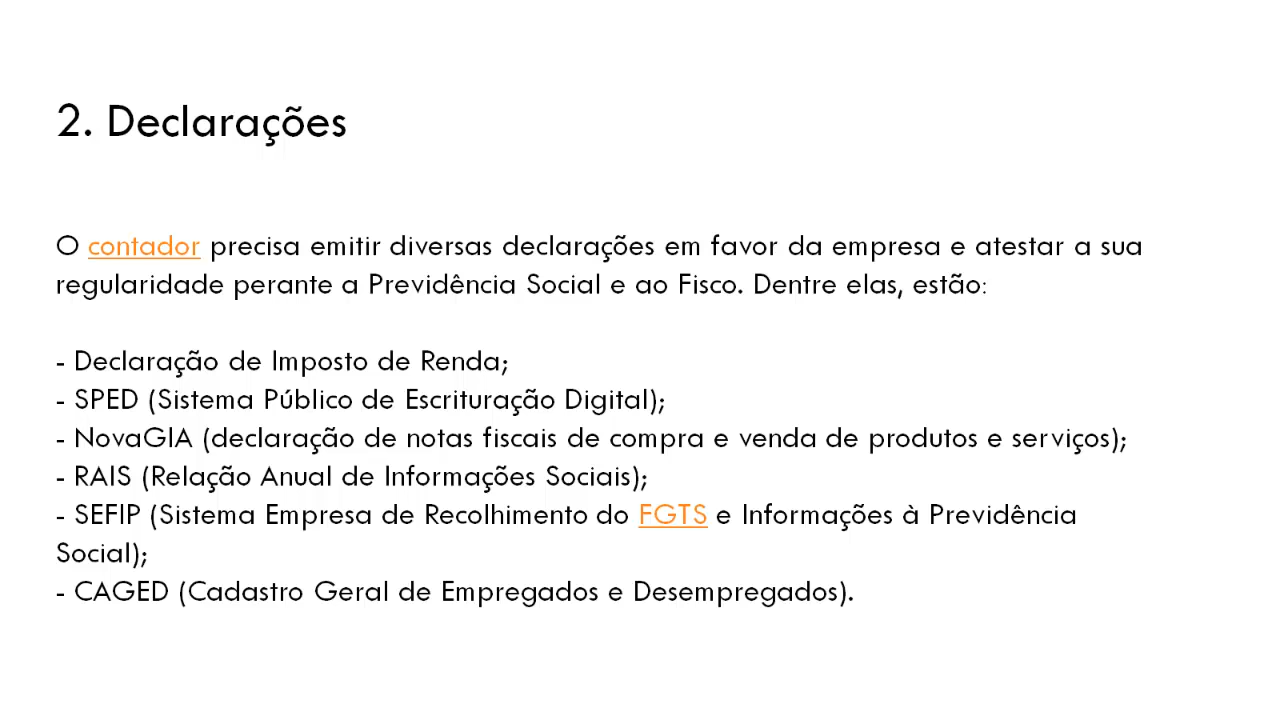 2. Declarações
O contador precisa emitir diversas declarações em favor da empresa e atestar a sua
regularidade perante a Previdência Social e ao Fisco. Dentre elas, estão:
- Declaração de Imposto de Renda;
- SPED (Sistema Público de Escrituração Digital);
- NovaGIA (declaração de notas fiscais de compra e venda de produtos e serviços);
- RAIS (Relação Anual de Informações Sociais);
- SEFIP (Sistema Empresa de Recolhimento do FGTS e Informações à Previdência
Social);
- CAGED (Cadastro Geral de Empregados e Desempregados).